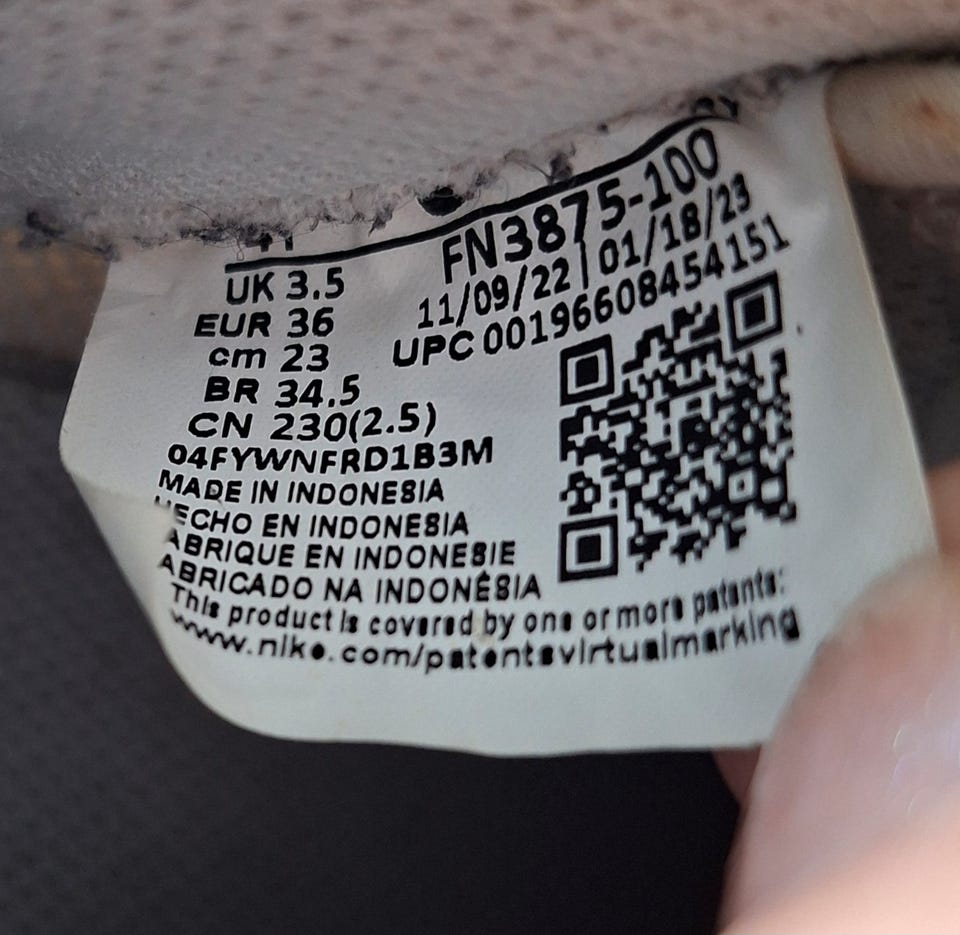 UK 3.5
EUR 36
cm 23
BR 34.5
CN 230(2.5)
FN3875-100
11/09/22 | 01/18/23
UPC 00196608454151
04FYWNFRD1B3M
MADE IN INDONESIA
HECHO EN INDONESIA
ABRIQUE EN INDONESIE
ABRICADO NA INDONÉSIA
This product is covered by one or more patents:
www.nike.com/patentsvirtualmarking